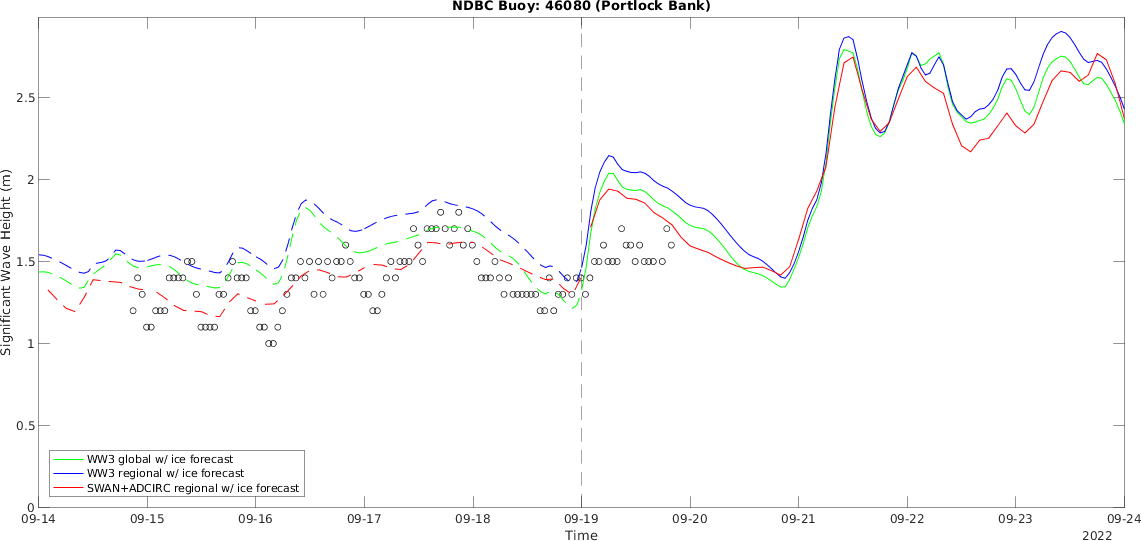 NDBC Buoy: 46080 (Portlock Bank)
Significant Wave Height (m)
2.5
2
1.5
1
0.5
0
WW3 global w/ ice forecast
WW3 regional w/ ice forecast
SWAN+ADCIRC regional w/ ice forecast
09-14 09-15 09-16 09-17 09-18 09-19 09-20 09-21 09-22 09-23 09-24
Time
2022